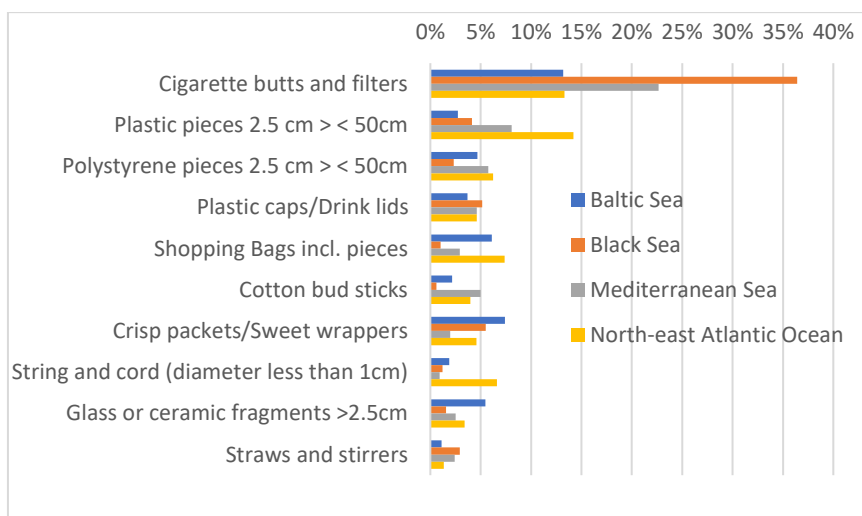 0% 5% 10% 15% 20% 25% 30% 35% 40%
Cigarette butts and filters
Plastic pieces 2.5 cm > < 50cm
Polystyrene pieces 2.5 cm > < 50cm
Plastic caps/Drink lids
Shopping Bags incl. pieces
Cotton bud sticks
Crisp packets/Sweet wrappers
String and cord (diameter less than 1cm)
Glass or ceramic fragments >2.5cm
Straws and stirrers
Baltic Sea
Black Sea
Mediterranean Sea
North-east Atlantic Ocean